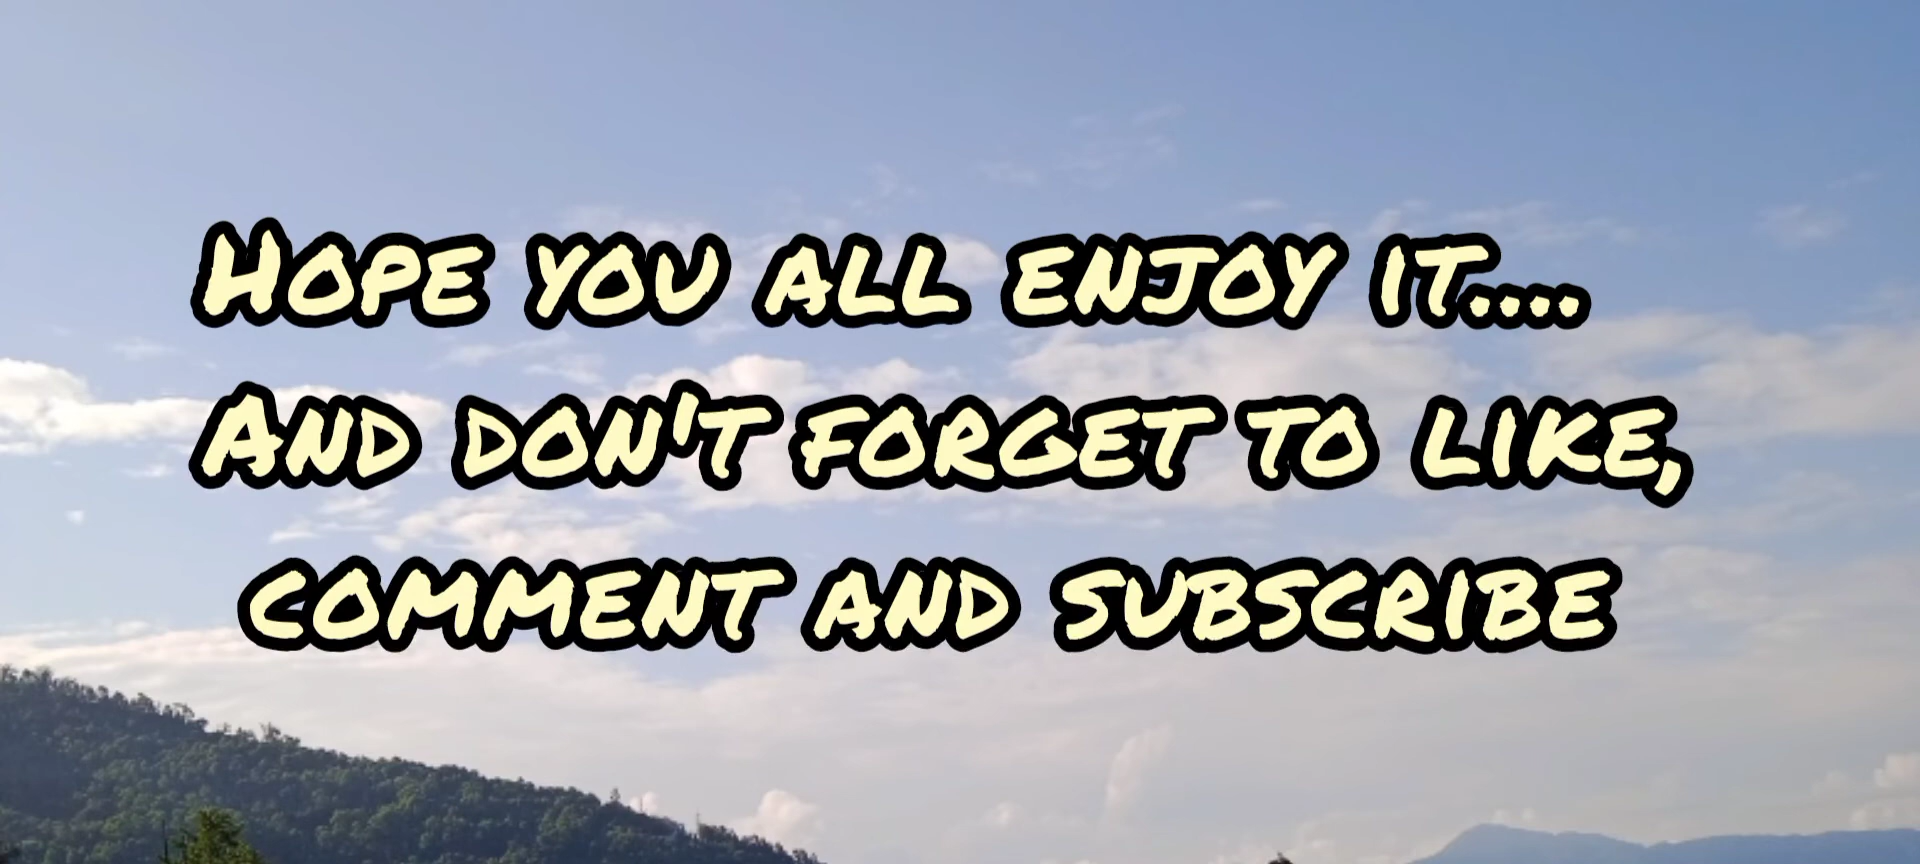 Hope you all enjoy it....
And don't forget to like,
comment and subscribe